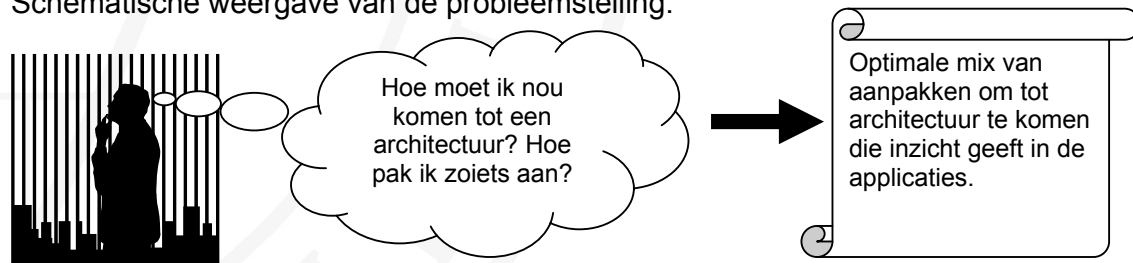 Schematische weergave van de probleemstelling:
Hoe moet ik nou
komen tot een
architectuur? Hoe
pak ik zoiets aan?
Optimale mix van
aanpakken om tot
architectuur te komen
die inzicht geeft in de
applicaties.